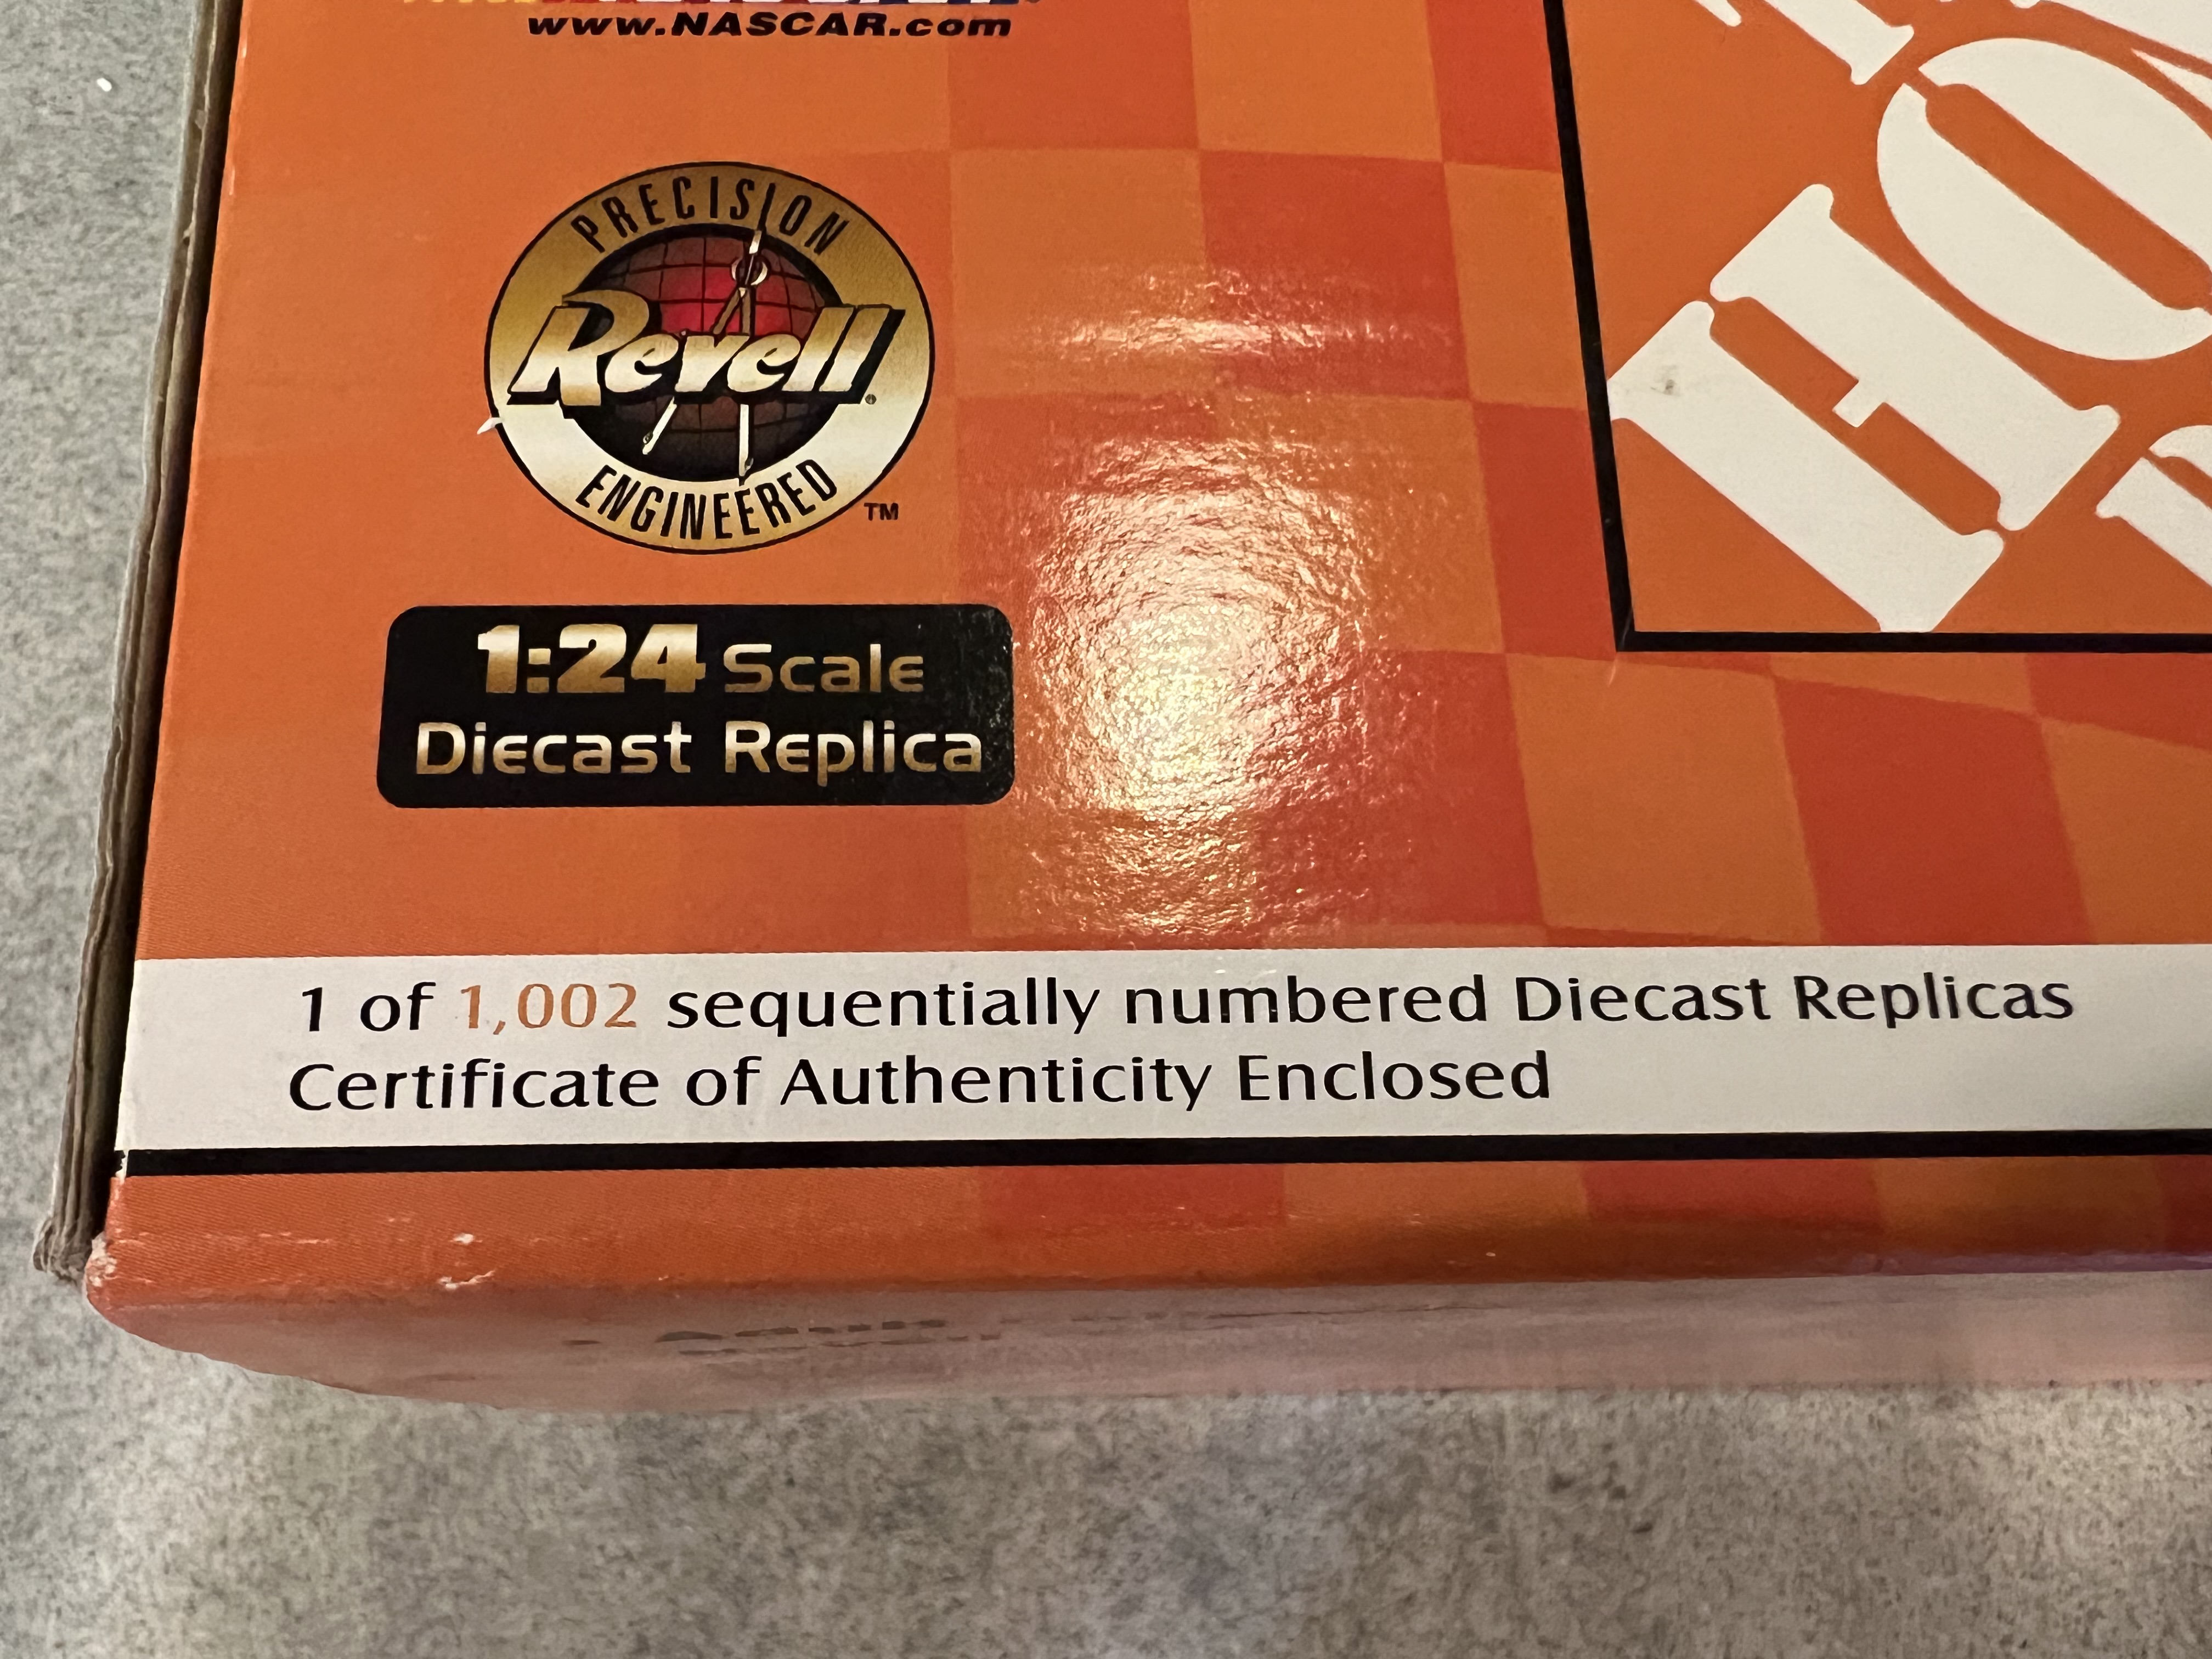 www.NASCAR.com
PRECISION
Revell®
ENGINEERED
TM
HO
1:24 Scale
Diecast Replica
1 of 1,002 sequentially numbered Diecast Replicas
Certificate of Authenticity Enclosed